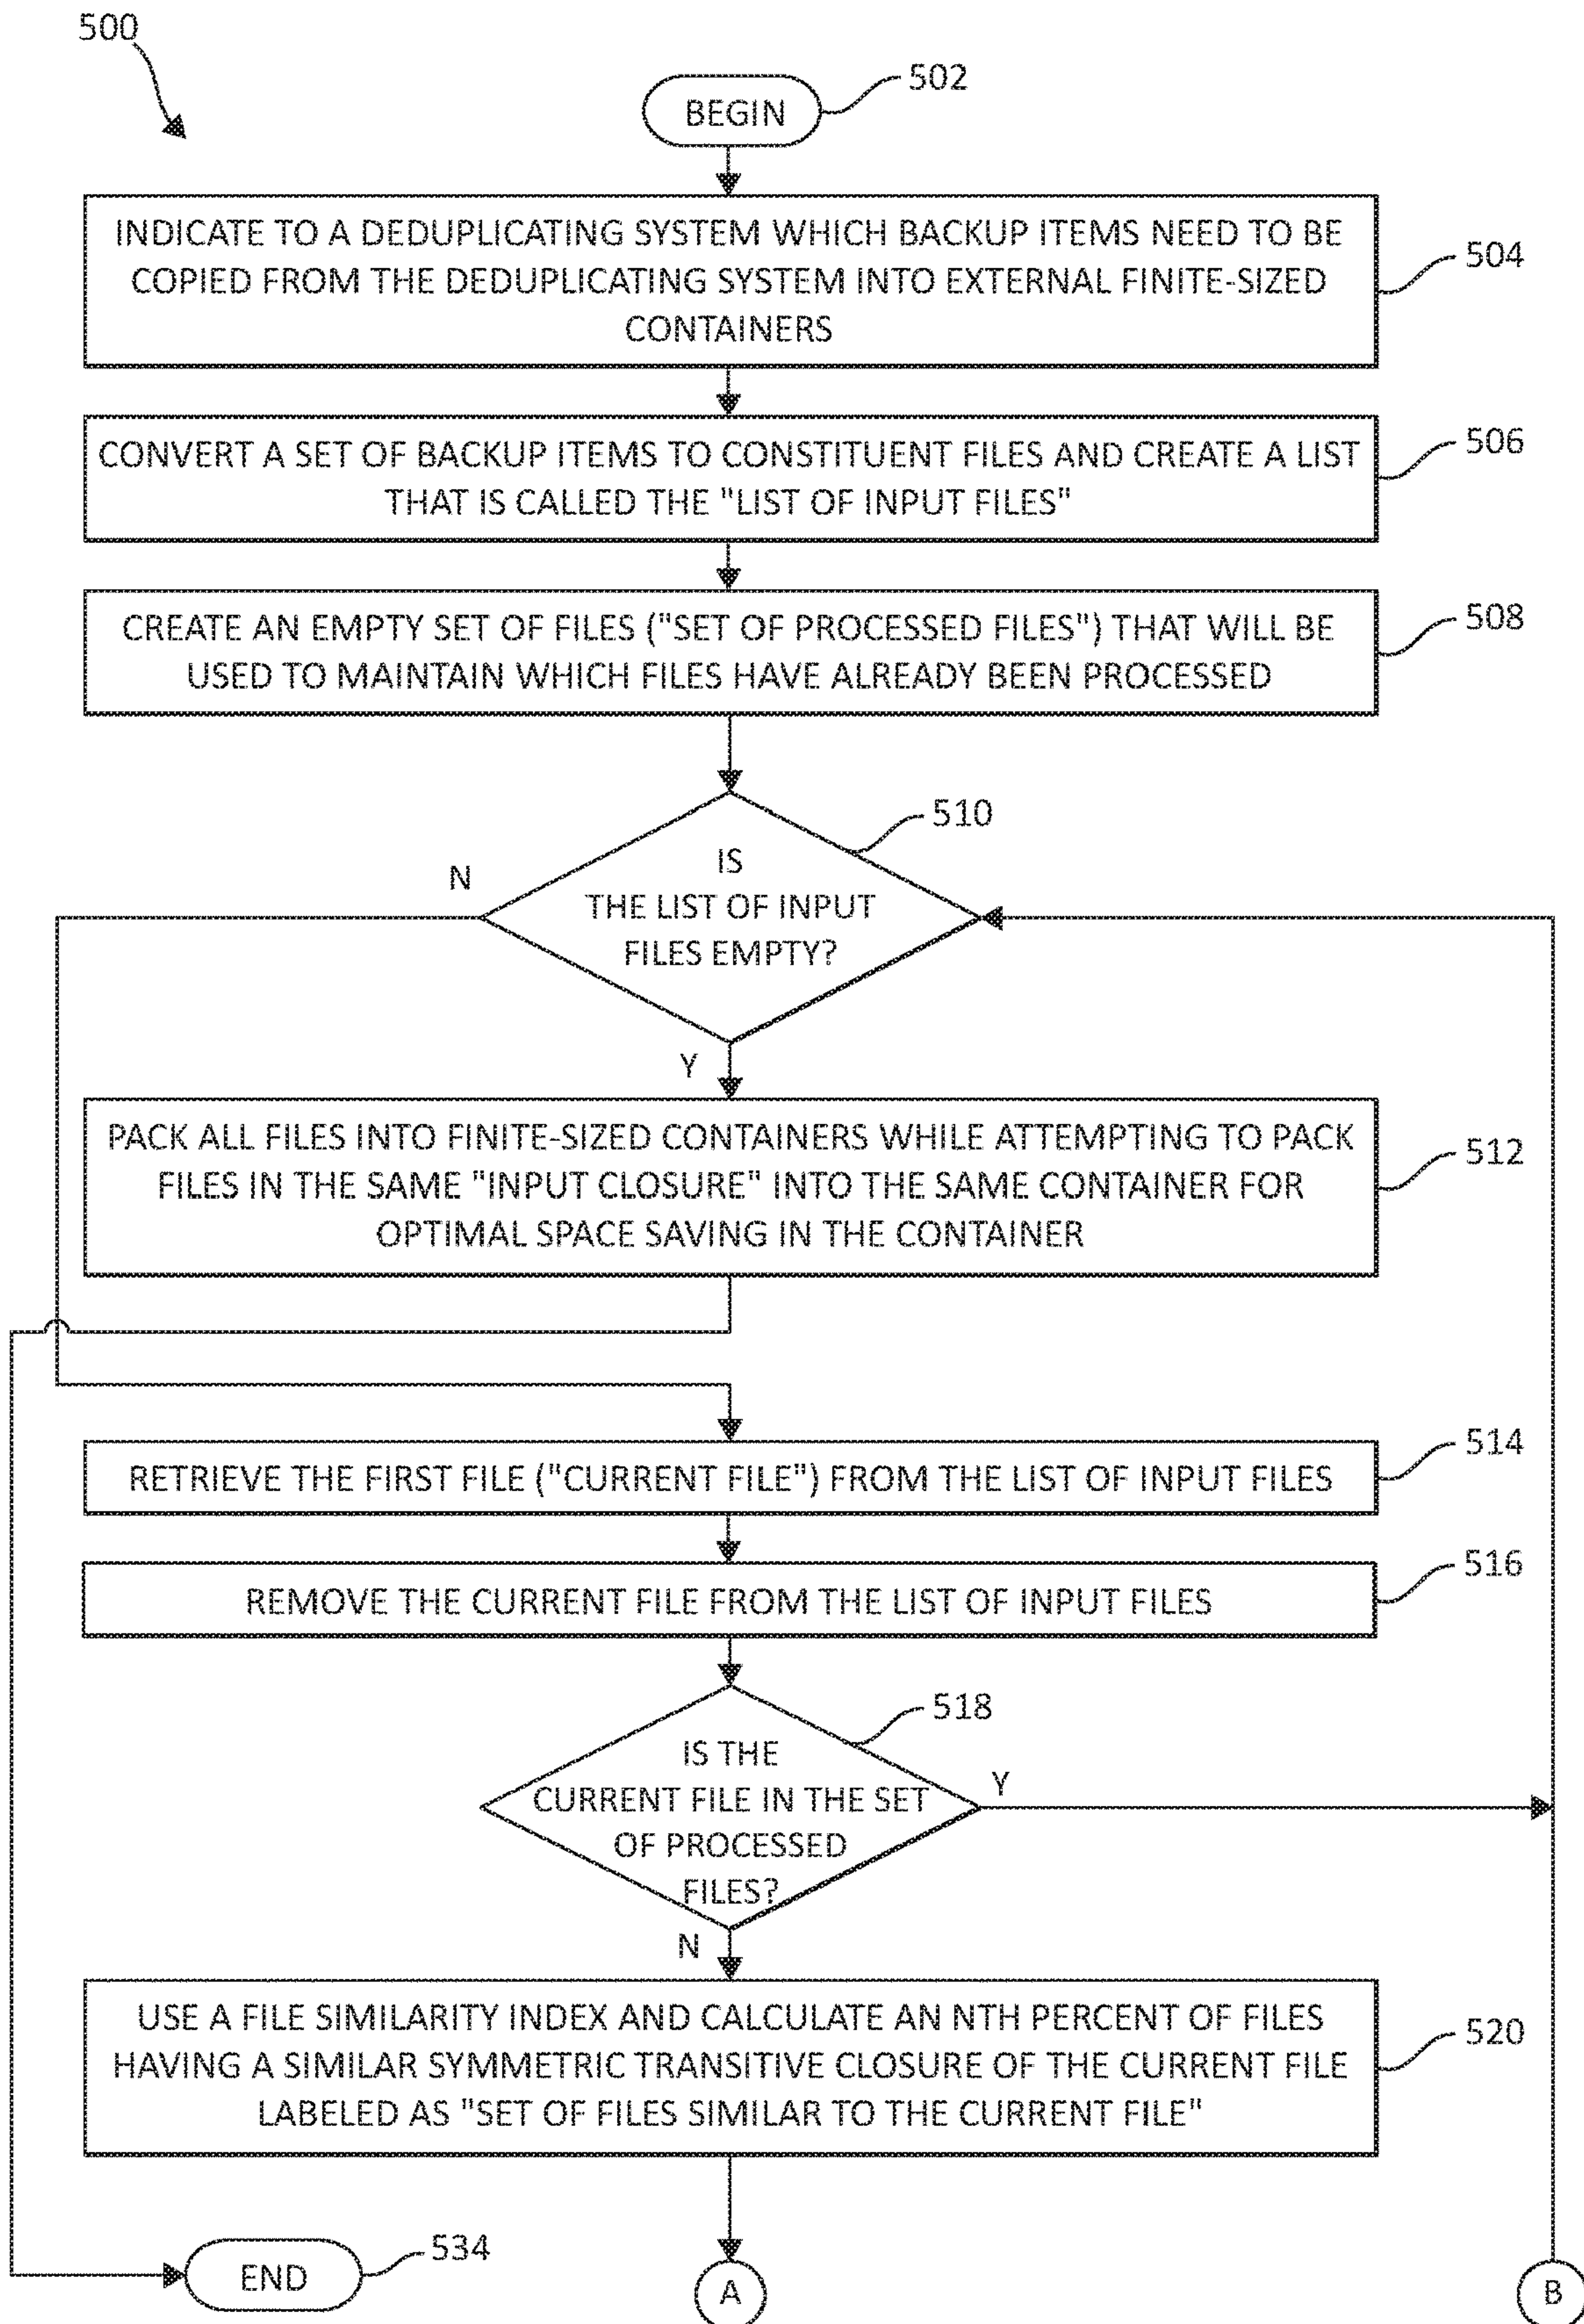 500
BEGIN
502
INDICATE TO A DEDUPLICATING SYSTEM WHICH BACKUP ITEMS NEED TO BE
COPIED FROM THE DEDUPLICATING SYSTEM INTO EXTERNAL FINITE-SIZED
CONTAINERS
504
CONVERT A SET OF BACKUP ITEMS TO CONSTITUENT FILES AND CREATE A LIST
THAT IS CALLED THE "LIST OF INPUT FILES"
506
CREATE AN EMPTY SET OF FILES ("SET OF PROCESSED FILES") THAT WILL BE
USED TO MAINTAIN WHICH FILES HAVE ALREADY BEEN PROCESSED
508
510
IS
THE LIST OF INPUT
FILES EMPTY?
N
Y
PACK ALL FILES INTO FINITE-SIZED CONTAINERS WHILE ATTEMPTING TO PACK
FILES IN THE SAME "INPUT CLOSURE" INTO THE SAME CONTAINER FOR
OPTIMAL SPACE SAVING IN THE CONTAINER
512
RETRIEVE THE FIRST FILE ("CURRENT FILE") FROM THE LIST OF INPUT FILES
514
REMOVE THE CURRENT FILE FROM THE LIST OF INPUT FILES
516
518
IS THE
CURRENT FILE IN THE SET
OF PROCESSED
FILES?
Y
N
USE A FILE SIMILARITY INDEX AND CALCULATE AN NTH PERCENT OF FILES
HAVING A SIMILAR SYMMETRIC TRANSITIVE CLOSURE OF THE CURRENT FILE
LABELED AS "SET OF FILES SIMILAR TO THE CURRENT FILE"
520
END
534
A
B